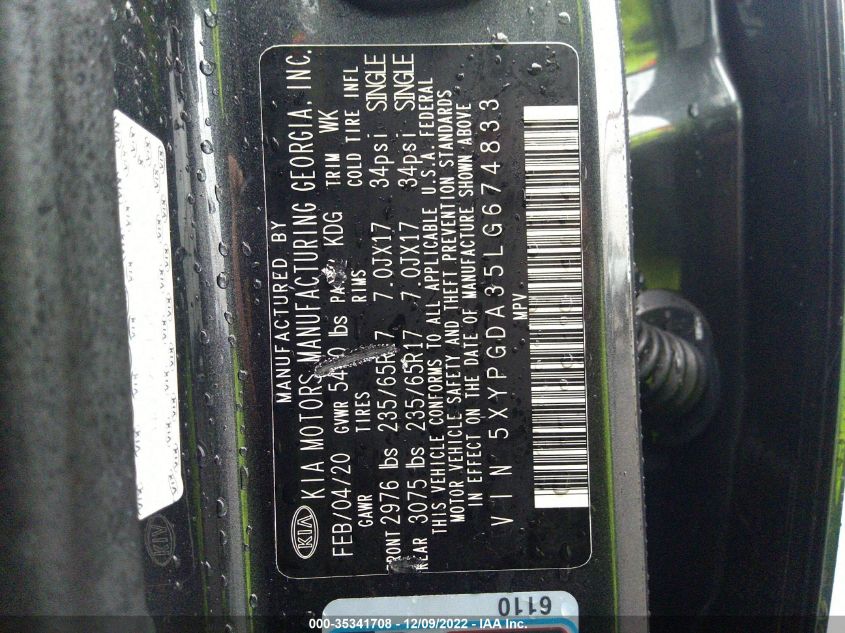 MANUFACTURED BY
KIA KIA MOTORS MANUFACTURING GEORGIA, INC.
FEB/04/20 GVWR lbs KDG TRIM WK
GAWR TIRES RIMS COLD TIRE INFL
2976 lbs 235/65R17 7.0JX17 34psi SINGLE
REAR 3075 lbs 235/65R17 7.0JX17 34psi SINGLE
THIS VEHICLE CONFORMS TO ALL APPLICABLE U.S.A. FEDERAL
MOTOR VEHICLE SAFETY AND THEFT PREVENTION STANDARDS
IN EFFECT ON THE DATE OF MANUFACTURE SHOWN ABOVE
VIN 5XYPGDA35LG674833
MPV
6110
000-35341708 - 12/09/2022 - IAA Inc.